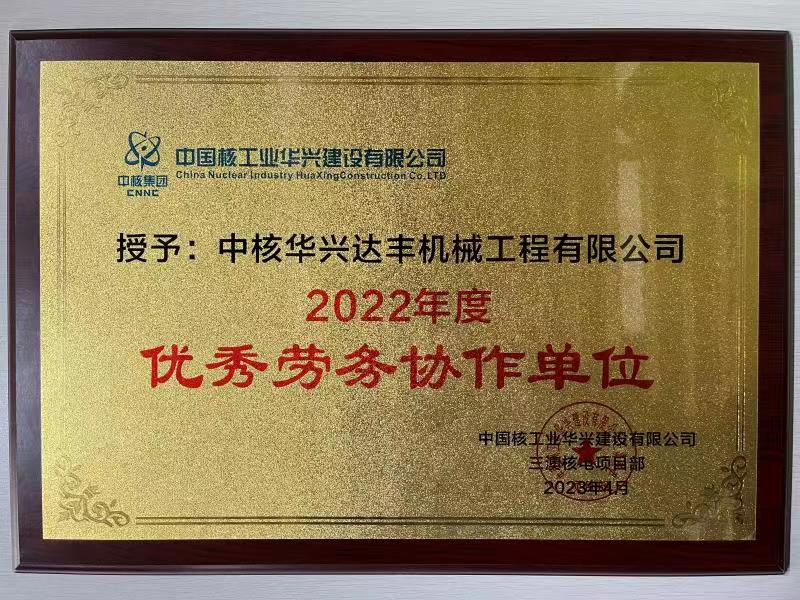 中国核工业华兴建设有限公司
China Nuclear Industry HuaXingConstruction Co.LTD
中核集团
CNNC
授予：中核华兴达丰机械工程有限公司
2022年度
优秀劳务协作单位
中国核工业华兴建设有限公司
三澳核电项目部
2023年4月